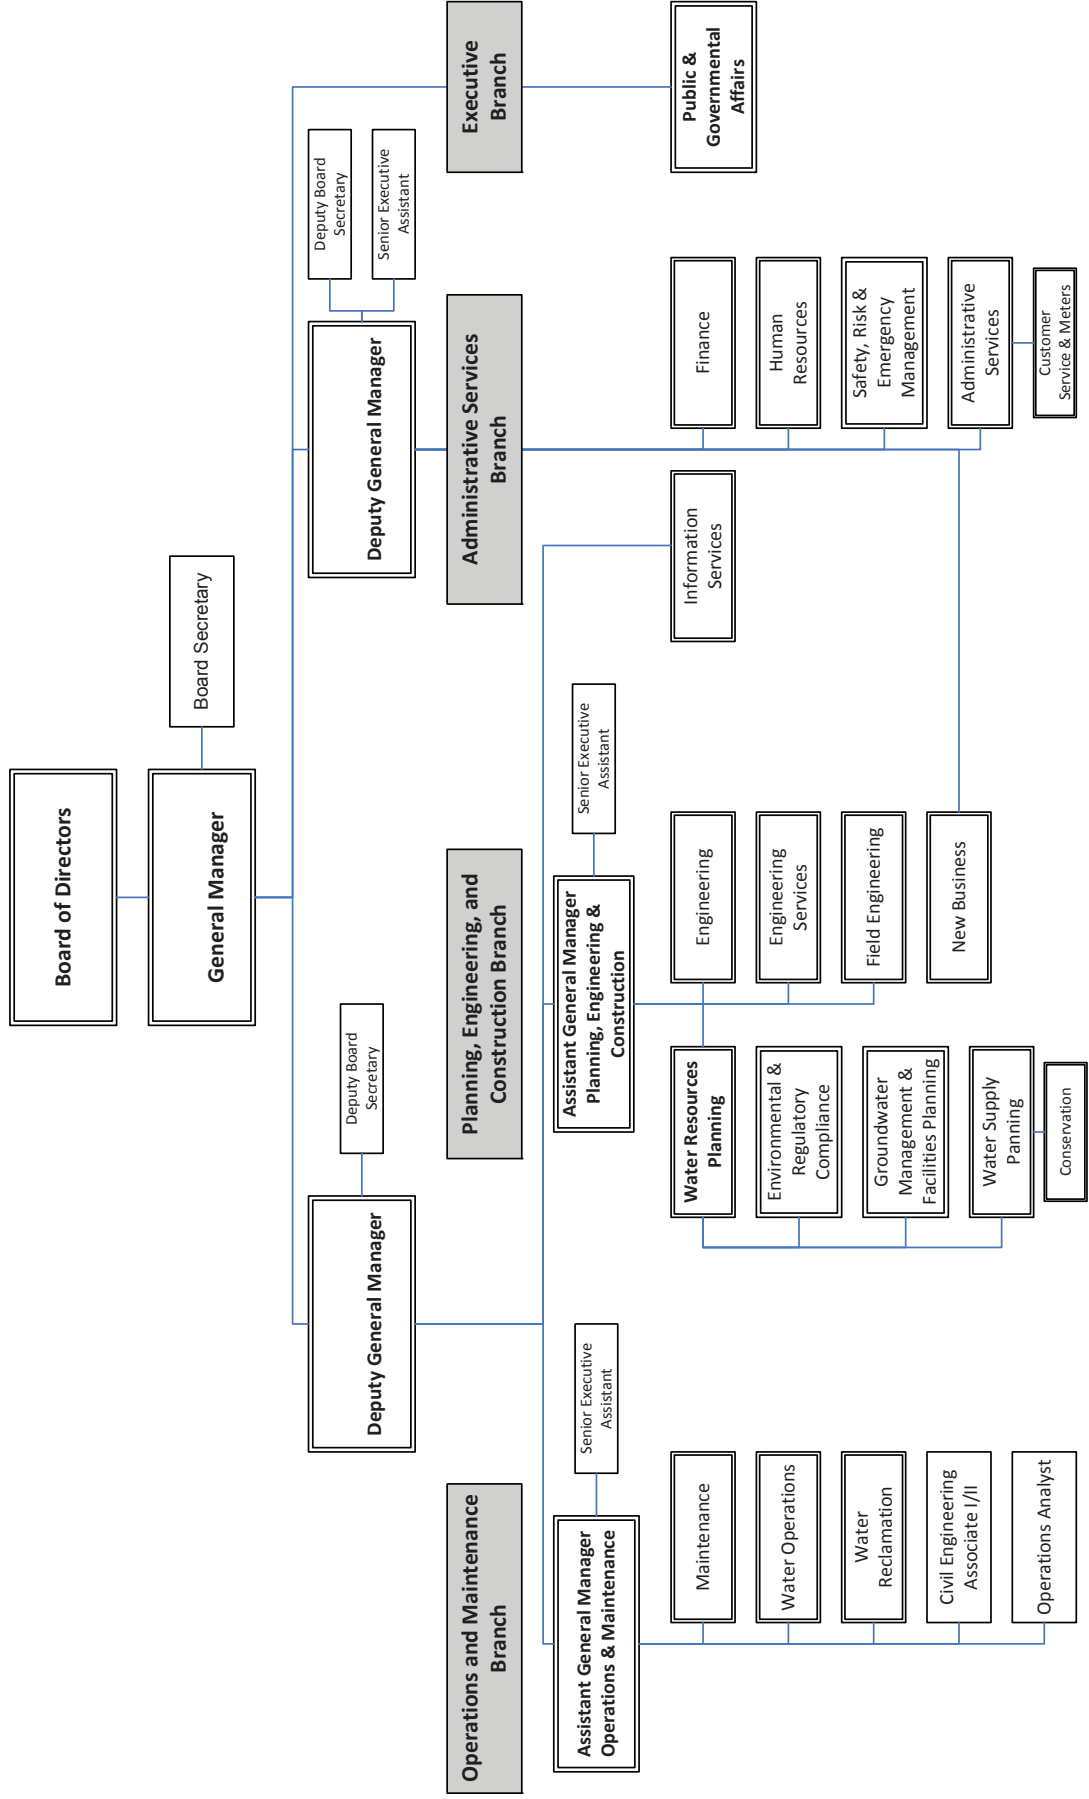 Board of Directors
General Manager
Board Secretary
Deputy General Manager
Deputy Board
Secretary
Deputy General Manager
Deputy Board
Secretary
Senior Executive
Assistant
Operations and Maintenance
Branch
Planning, Engineering, and
Construction Branch
Administrative Services
Branch
Executive
Branch
Assistant General Manager
Operations & Maintenance
Senior Executive
Assistant
Assistant General Manager
Planning, Engineering &
Construction
Senior Executive
Assistant
Maintenance
Water Operations
Water
Reclamation
Civil Engineering
Associate I/II
Operations Analyst
Water Resources
Planning
Environmental &
Regulatory
Compliance
Groundwater
Management &
Facilities Planning
Water Supply
Panning
Conservation
Engineering
Engineering
Services
Field Engineering
New Business
Information
Services
Finance
Human
Resources
Safety, Risk &
Emergency
Management
Administrative
Services
Customer
Service & Meters
Public &
Governmental
Affairs